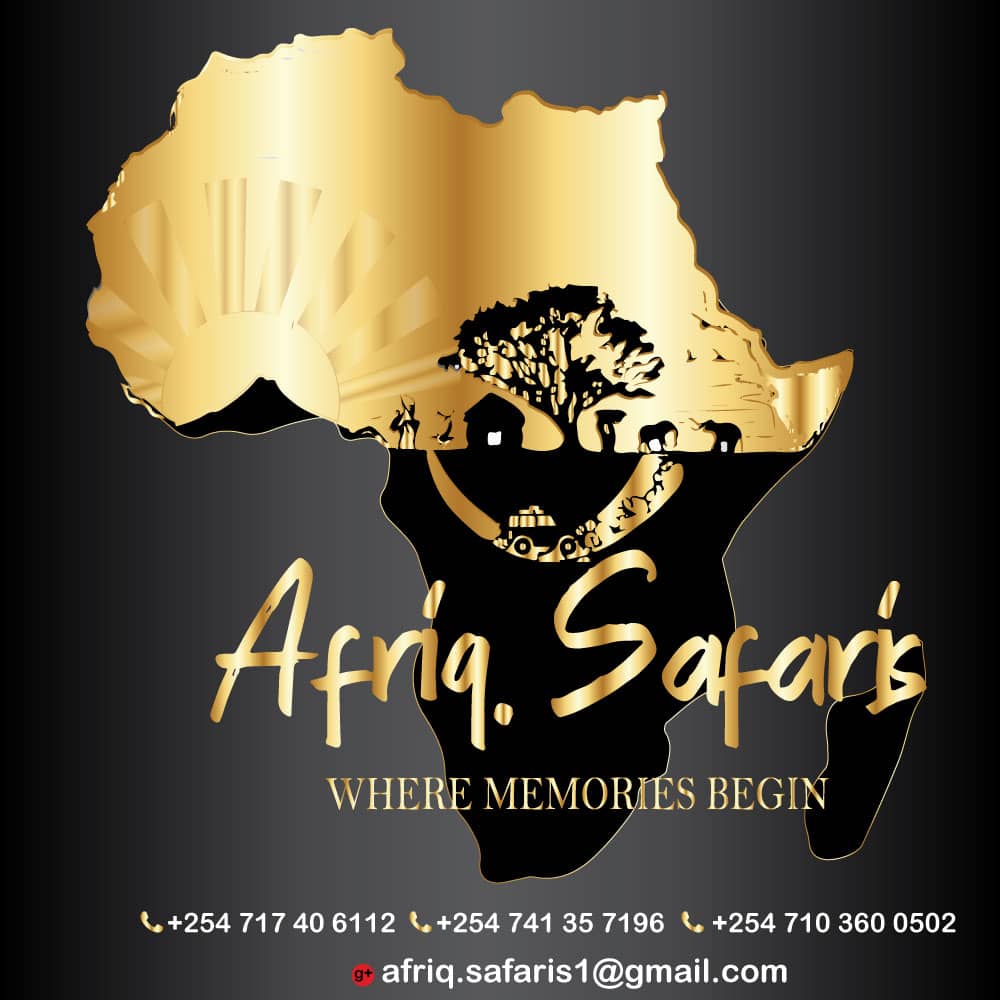 Afriq. Safaris
WHERE MEMORIES BEGIN
+254 717 40 6112 +254 741 35 7196 +254 710 360 0502
g+ afriq.safaris1@gmail.com